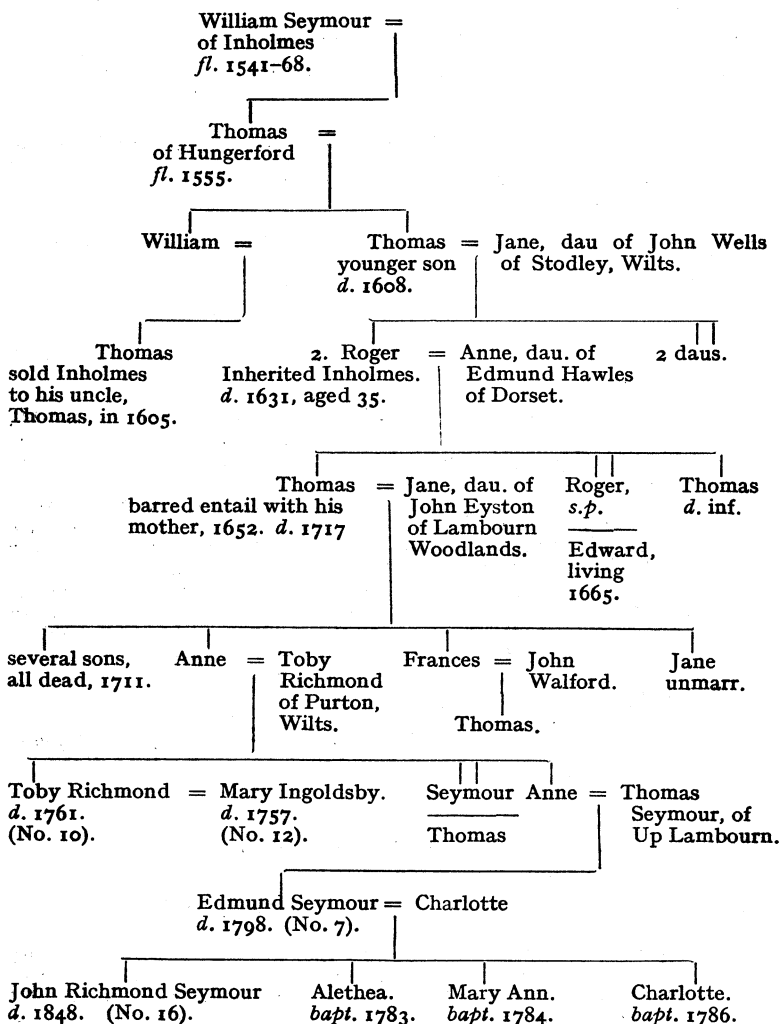 William Seymour =
of Inholmes
fl. 1541–68.
Thomas =
of Hungerford
fl. 1555.
William =
Thomas = Jane, dau of John Wells
younger son of Stodley, Wilts.
d. 1608.
Thomas
sold Inholmes
to his uncle,
Thomas, in 1605.
2. Roger = Anne, dau. of
Inherited Inholmes. Edmund Hawles
d. 1631, aged 35. of Dorset.
2 daus.
Thomas = Jane, dau. of
barred entail with his John Eyston
mother, 1652. d. 1717 of Lambourn
Woodlands.
Roger,
s.p.
Edward,
living
1665.
Thomas
d. inf.
several sons,
all dead, 1711.
Anne = Toby
Richmond
of Purton,
Wilts.
Frances = John
Walford.
Thomas.
Jane
unmarr.
Toby Richmond = Mary Ingoldsby.
d. 1761. d. 1757.
(No. 10). (No. 12).
Seymour
Thomas
Anne = Thomas
Seymour, of
Up Lambourn.
Edmund Seymour = Charlotte
d. 1798. (No. 7).
John Richmond Seymour
d. 1848. (No. 16).
Alethea.
bapt. 1783.
Mary Ann.
bapt. 1784.
Charlotte.
bapt. 1786.